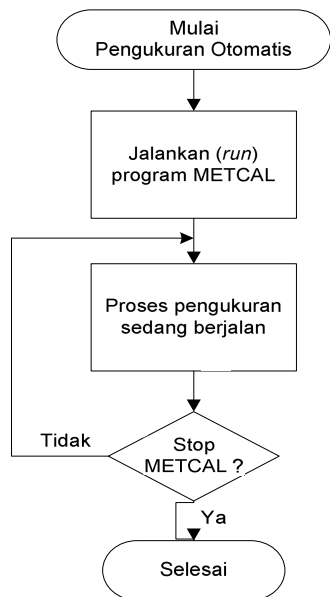 Mulai
Pengukuran Otomatis
Jalankan (run)
program METCAL
Proses pengukuran
sedang berjalan
Tidak
Stop
METCAL ?
Ya
Selesai